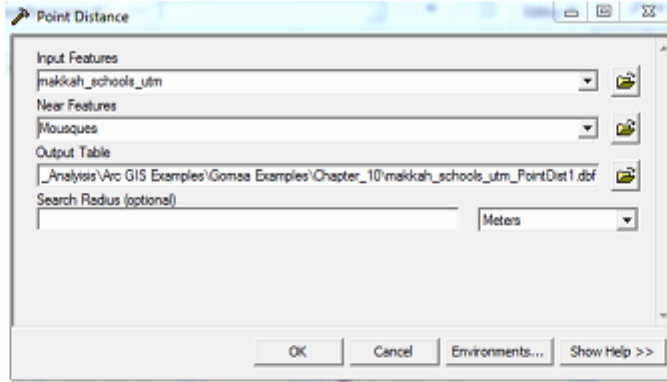 Point Distance
Input Features
makkah_schools_utm
Near Features
Mousques
Output Table
_Analyisis\Arc GIS Examples\Gomaa Examples\Chapter_10\makkah_schools_utm_PointDist1.dbf
Search Radius (optional)
Meters
OK Cancel Environments... Show Help >>